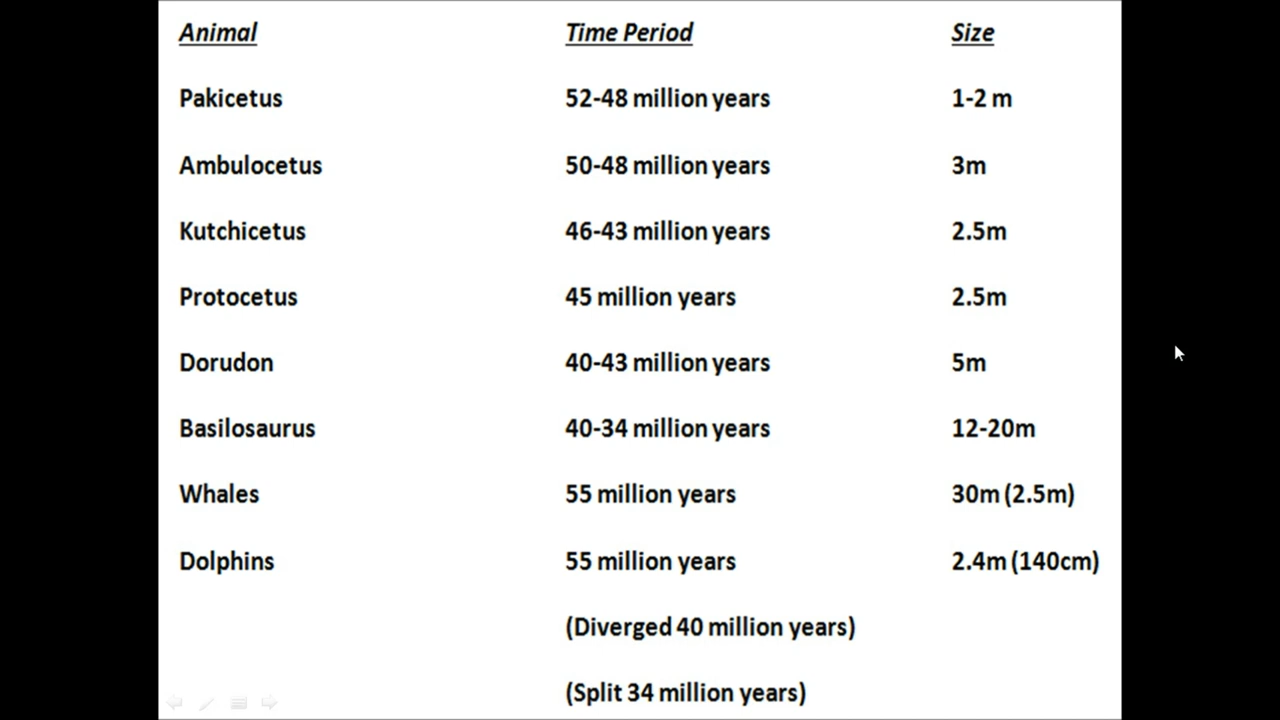 Animal Time Period Size
Pakicetus 52-48 million years 1-2 m
Ambulocetus 50-48 million years 3m
Kutchicetus 46-43 million years 2.5m
Protocetus 45 million years 2.5m
Dorudon 40-43 million years 5m
Basilosaurus 40-34 million years 12-20m
Whales 55 million years 30m (2.5m)
Dolphins 55 million years 2.4m (140cm)
(Diverged 40 million years)
(Split 34 million years)